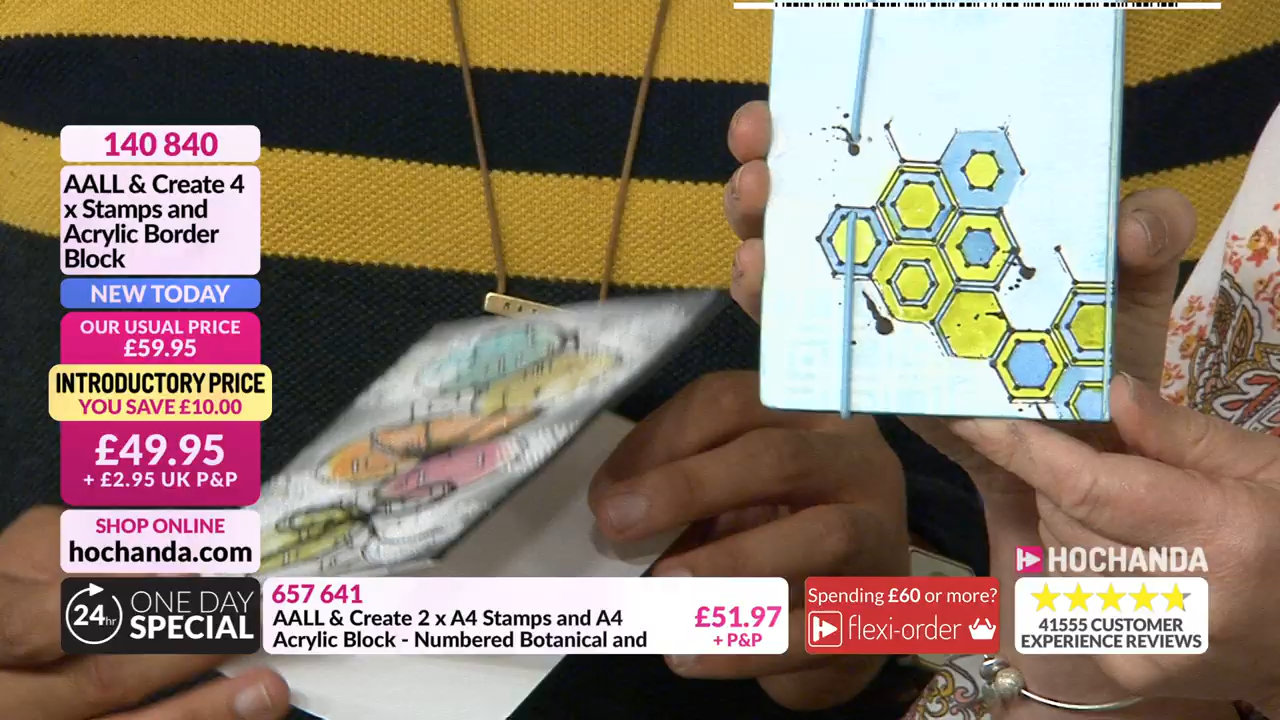 140 840
AALL & Create 4
x Stamps and
Acrylic Border
Block
NEW TODAY
OUR USUAL PRICE
£59.95
INTRODUCTORY PRICE
YOU SAVE £10.00
£49.95
+ £2.95 UK P&P
SHOP ONLINE
hochanda.com
24hr
ONE DAY
SPECIAL
657 641
AALL & Create 2 x A4 Stamps and A4
Acrylic Block - Numbered Botanical and
£51.97
+ P&P
Spending £60 or more?
flexi-order
HOCHANDA
41555 CUSTOMER
EXPERIENCE REVIEWS